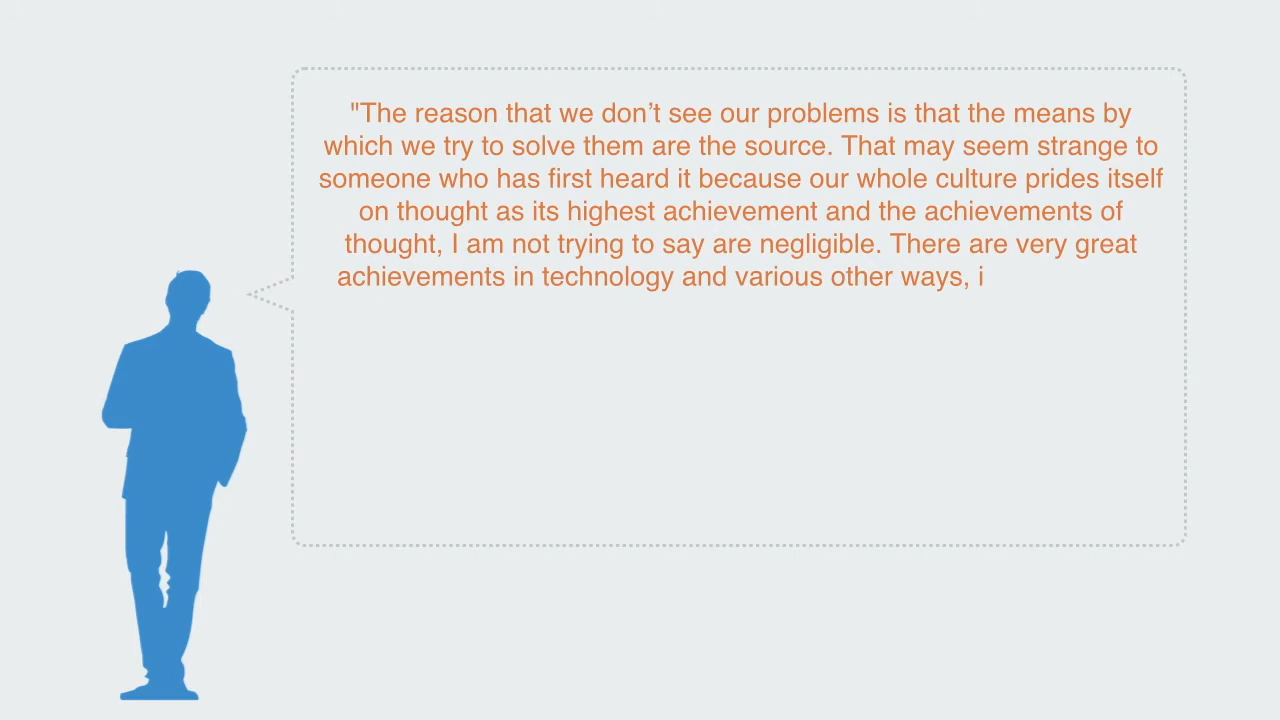 "The reason that we don’t see our problems is that the means by
which we try to solve them are the source. That may seem strange to
someone who has first heard it because our whole culture prides itself
on thought as its highest achievement and the achievements of
thought, I am not trying to say are negligible. There are very great
achievements in technology and various other ways, i